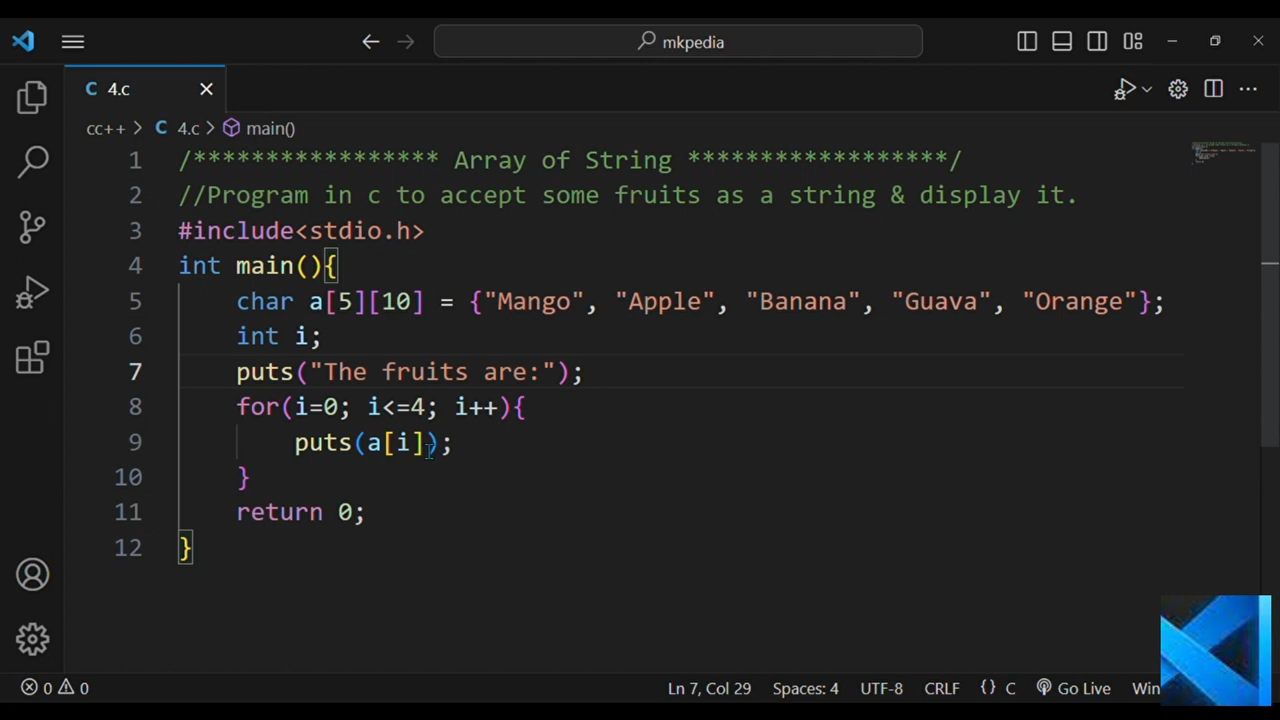 mkpedia
C 4.c
cc++ > C 4.c > main()
1 /***************** Array of String ******************/
2 //Program in c to accept some fruits as a string & display it.
3 #include<stdio.h>
4 int main(){
5 char a[5][10] = {"Mango", "Apple", "Banana", "Guava", "Orange"};
6 int i;
7 puts("The fruits are:");
8 for(i=0; i<=4; i++){
9 puts(a[i]);
10 }
11 return 0;
12 }
0 0 Ln 7, Col 29 Spaces: 4 UTF-8 CRLF {} C Go Live Win